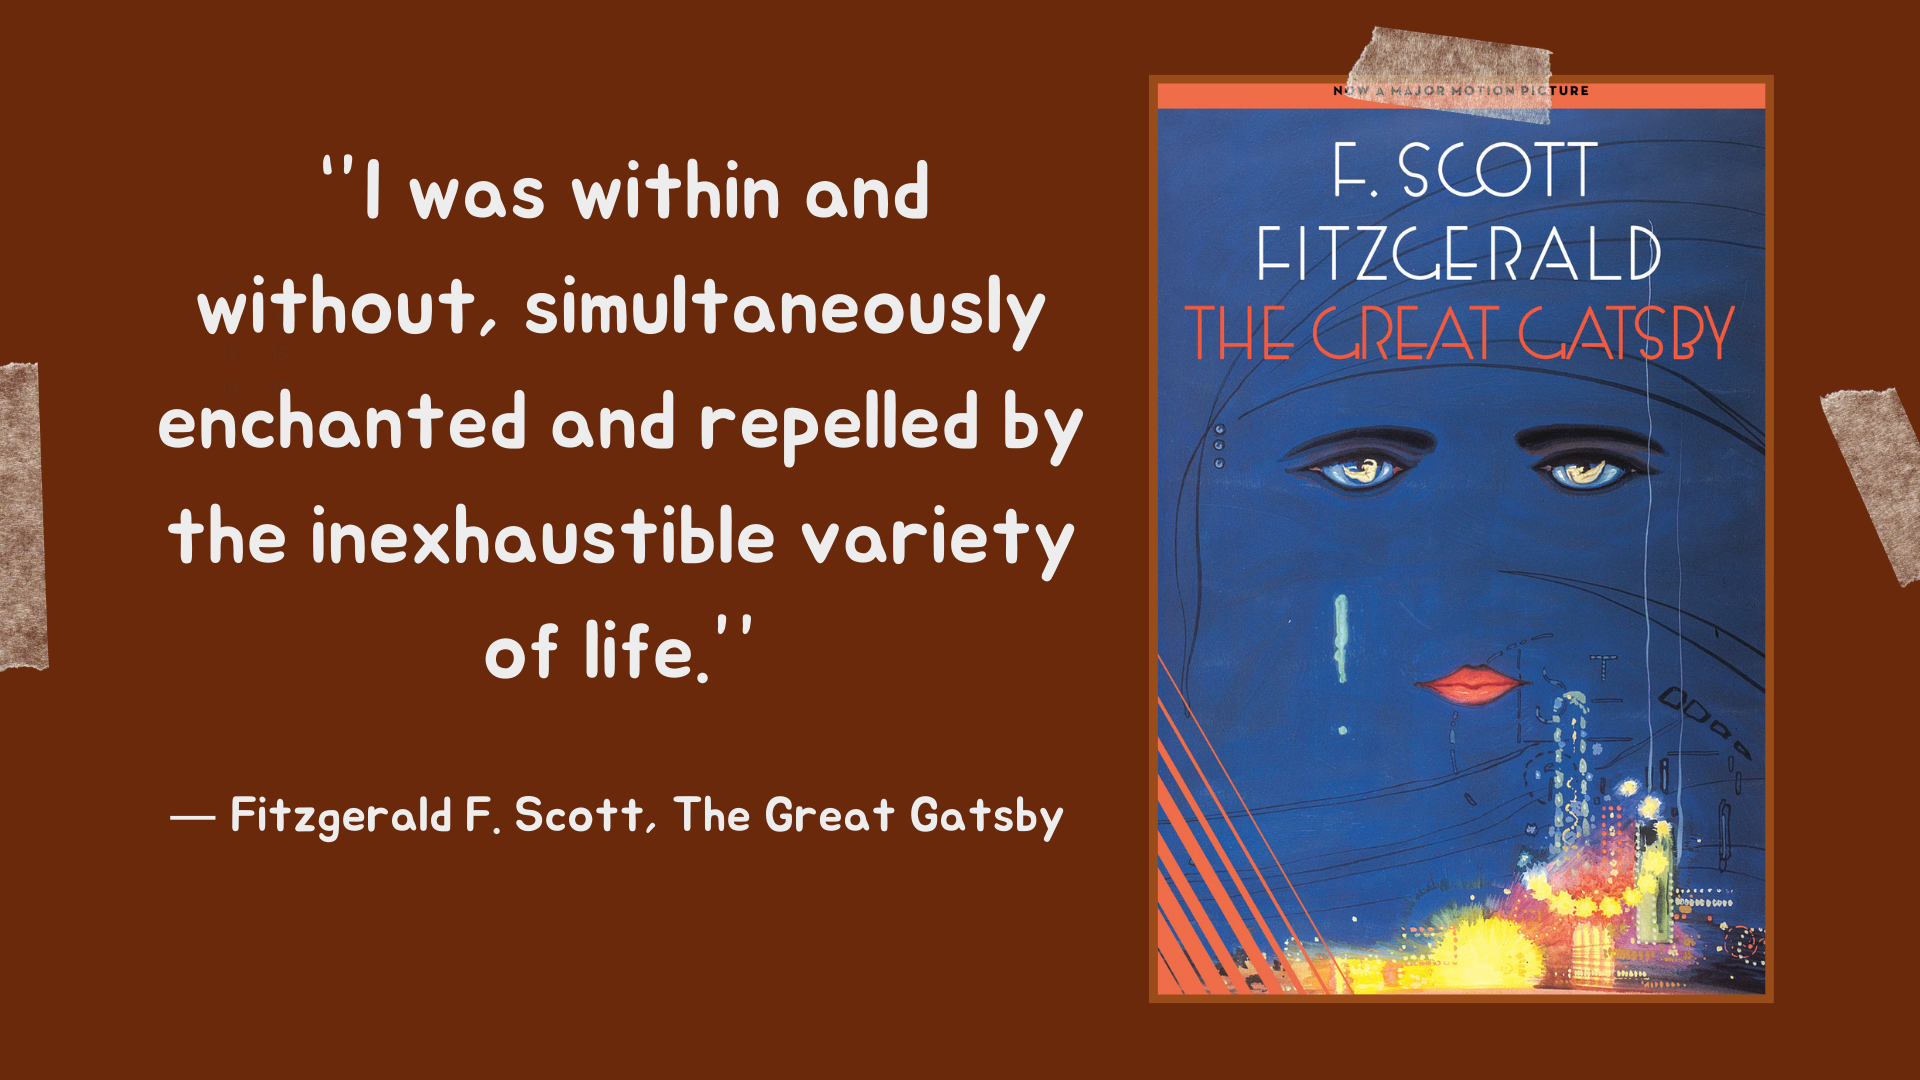 ''I was within and
without, simultaneously
enchanted and repelled by
the inexhaustible variety
of life.''
— Fitzgerald F. Scott, The Great Gatsby
NOW A MAJOR MOTION PICTURE
F. SCOTT
FITZGERALD
THE GREAT GATSBY